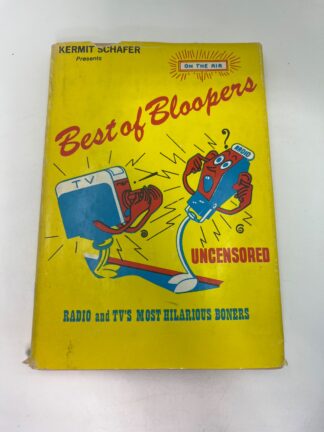 KERMIT SCHAFER
Presents
ON THE AIR
Best of Bloopers
TV
RADIO
UNCENSORED
RADIO and TV'S MOST HILARIOUS BONERS